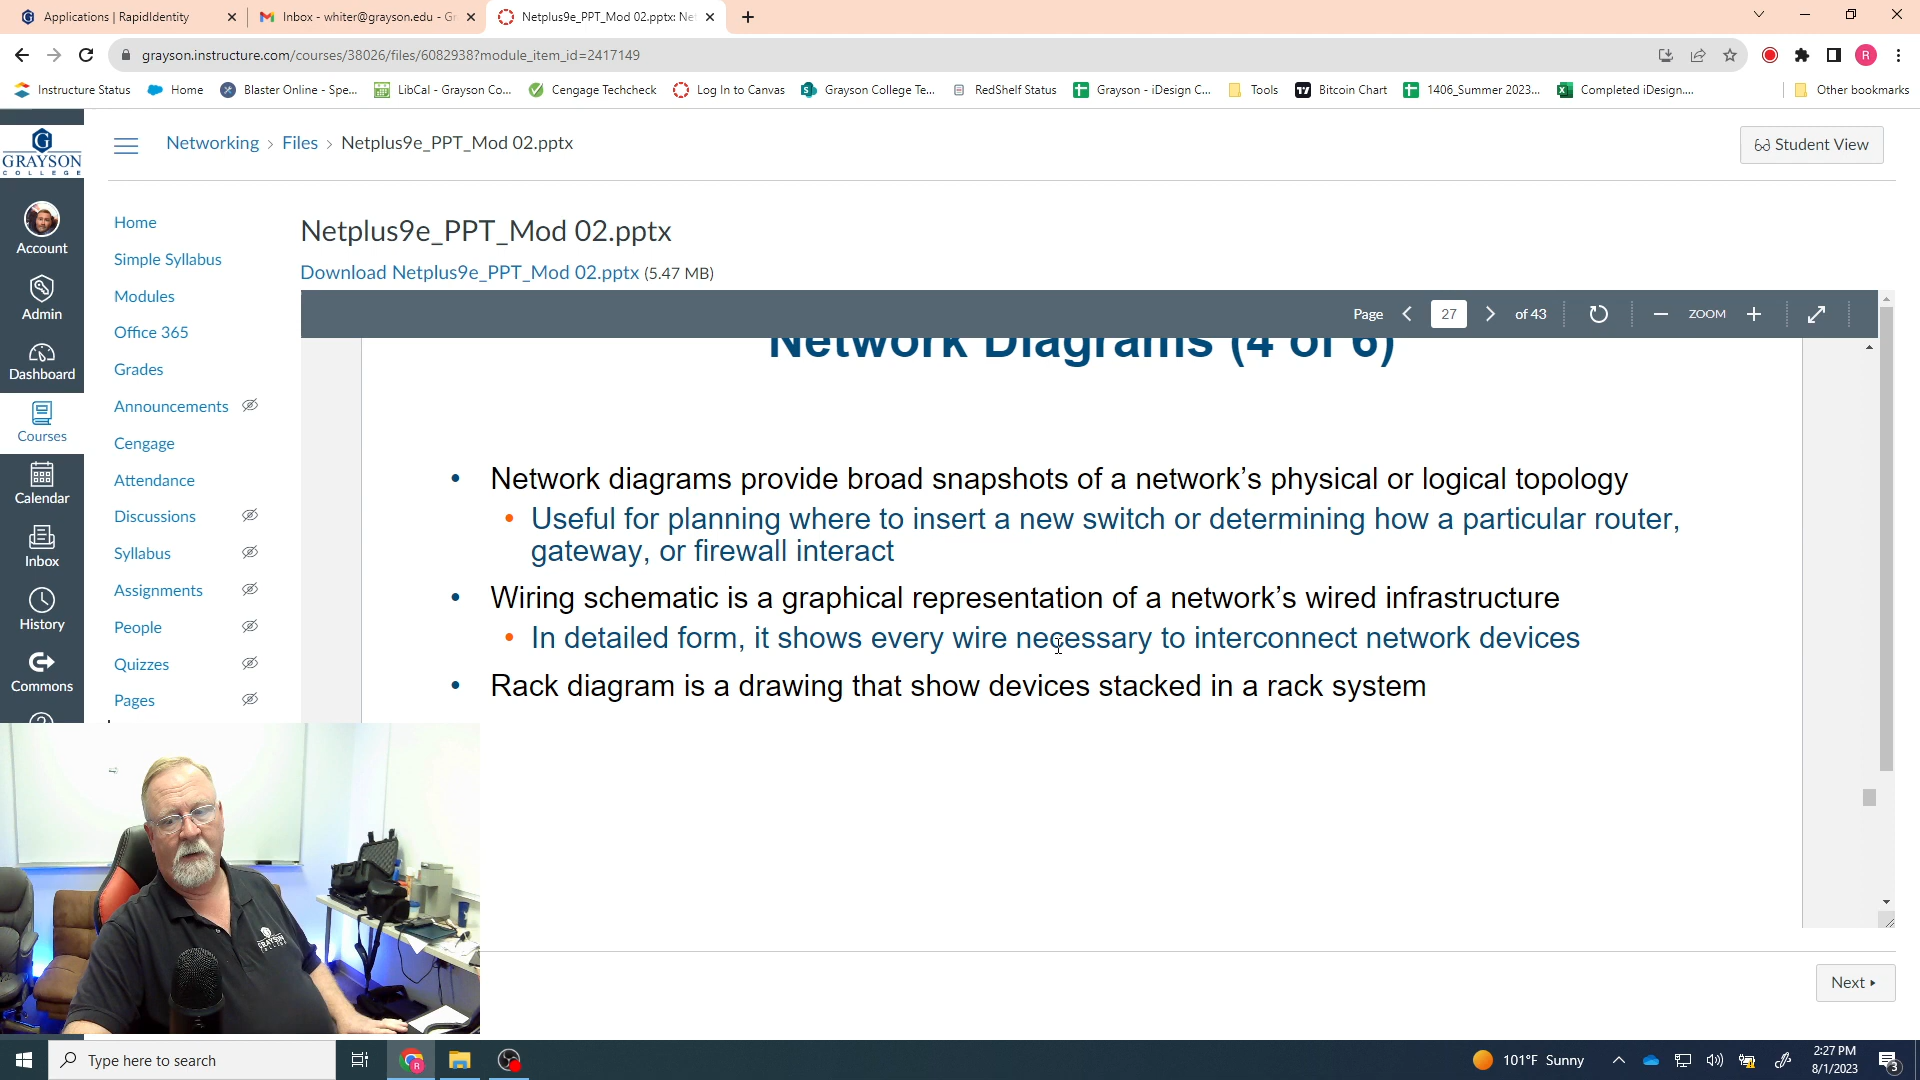 Applications | RapidIdentity
Inbox - whiter@grayson.edu - Gr
Netplus9e_PPT_Mod 02.pptx: Net
grayson.instructure.com/courses/38026/files/6082938?module_item_id=2417149
R
Instructure Status
Home
Blaster Online - Spe...
LibCal - Grayson Co...
Cengage Techcheck
Log In to Canvas
Grayson College Te...
RedShelf Status
Grayson - iDesign C...
Tools
Bitcoin Chart
1406_Summer 2023...
Completed iDesign....
Other bookmarks
GRAYSON
COLLEGE
Networking › Files › Netplus9e_PPT_Mod 02.pptx
Student View
Account
Admin
Dashboard
Courses
Calendar
Inbox
History
Commons
Home
Simple Syllabus
Modules
Office 365
Grades
Announcements
Cengage
Attendance
Discussions
Syllabus
Assignments
People
Quizzes
Pages
Netplus9e_PPT_Mod 02.pptx
Download Netplus9e_PPT_Mod 02.pptx (5.47 MB)
Page 27 of 43 ZOOM
Network Diagrams (4 of 6)
• Network diagrams provide broad snapshots of a network’s physical or logical topology
• Useful for planning where to insert a new switch or determining how a particular router,
gateway, or firewall interact
• Wiring schematic is a graphical representation of a network’s wired infrastructure
• In detailed form, it shows every wire necessary to interconnect network devices
• Rack diagram is a drawing that show devices stacked in a rack system
GRAYSON
Next
Type here to search
101°F Sunny
2:27 PM
8/1/2023
3